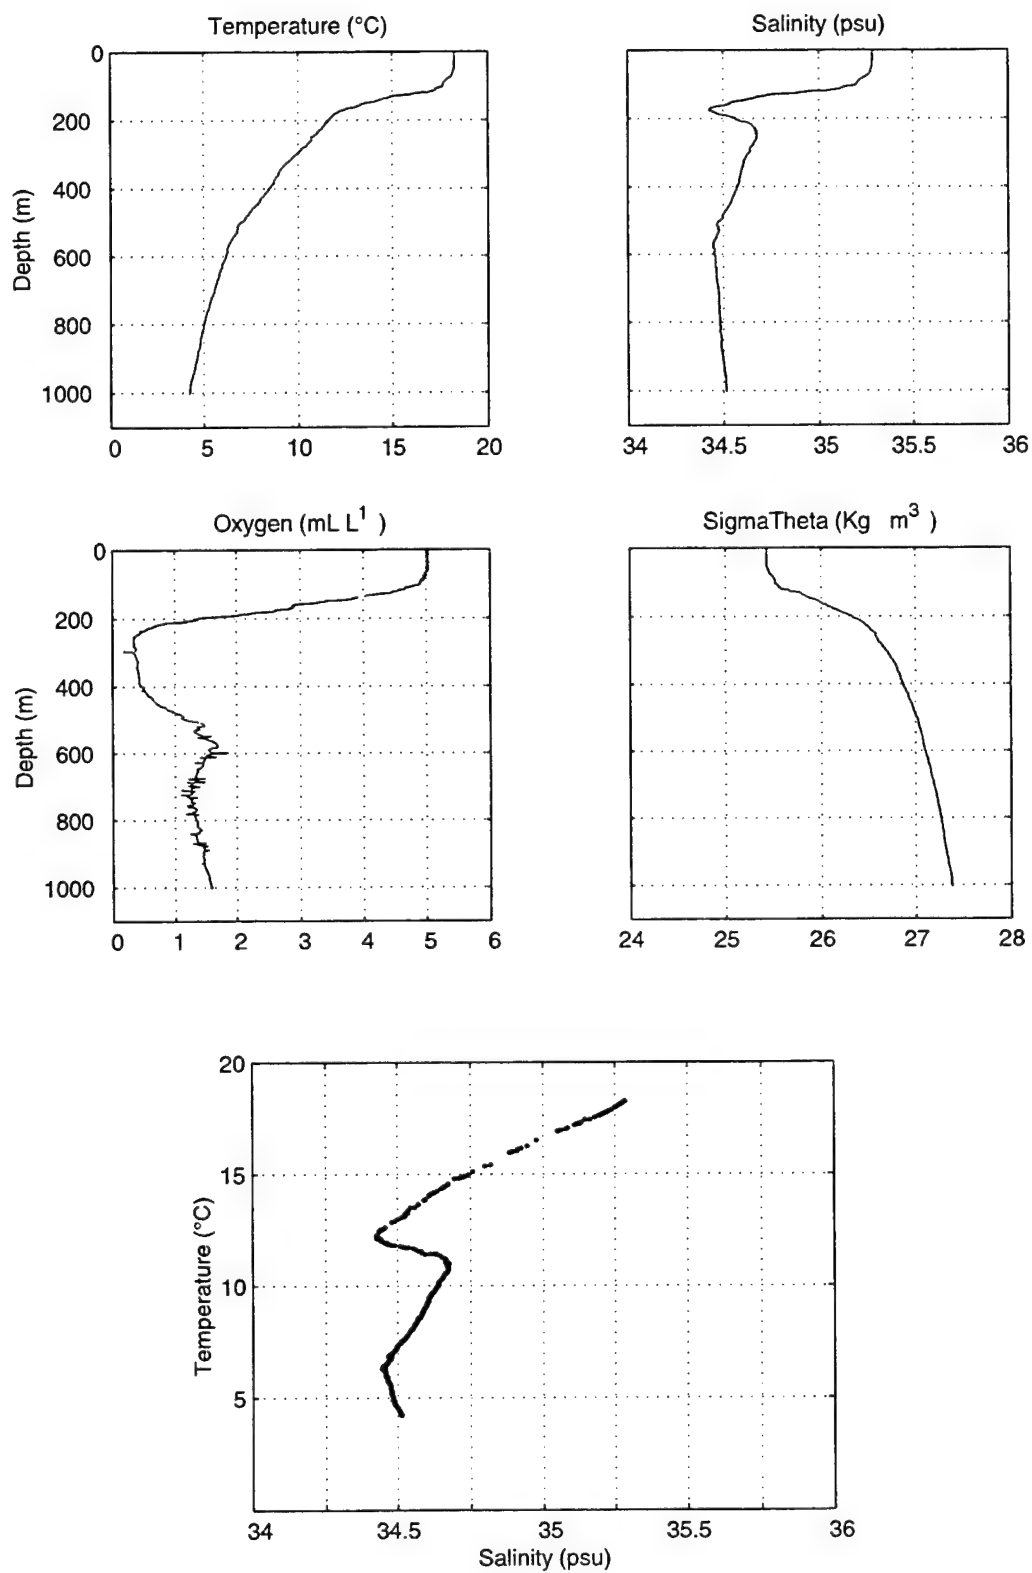 Temperature (°C)
0
200
400
600
800
1000
Depth (m)
0 5 10 15 20
Salinity (psu)
34 34.5 35 35.5 36
Oxygen (mL L1 )
0
200
400
600
800
1000
Depth (m)
0 1 2 3 4 5 6
SigmaTheta (Kg m3 )
24 25 26 27 28
20
15
10
5
Temperature (°C)
34 34.5 35 35.5 36
Salinity (psu)